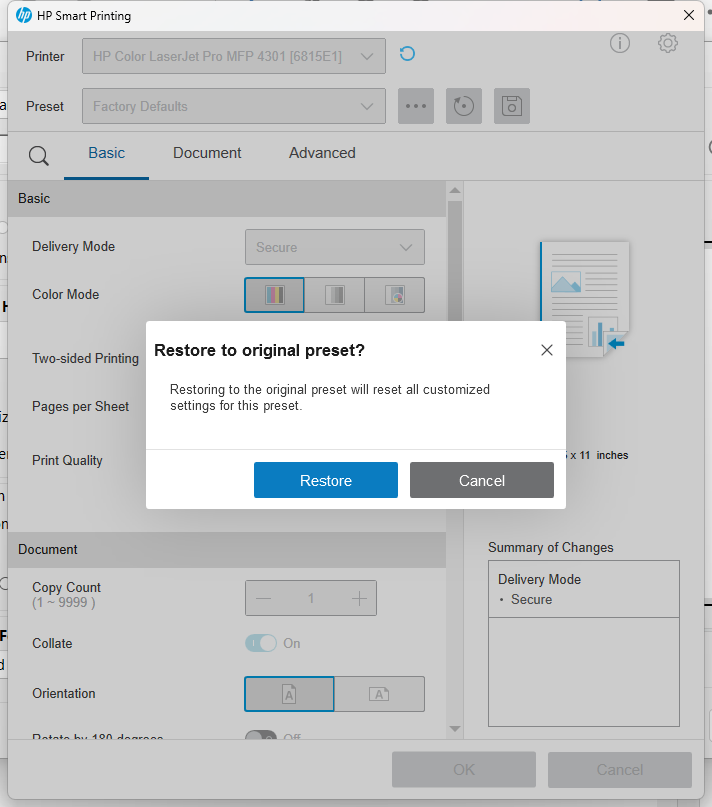 HP Smart Printing
Printer
HP Color LaserJet Pro MFP 4301 [6815E1]
Preset
Factory Defaults
Basic Document Advanced
Basic
Delivery Mode
Secure
Color Mode
Restore to original preset?
Restoring to the original preset will reset all customized
settings for this preset.
Restore
Cancel
Two-sided Printing
Pages per Sheet
Print Quality
x 11 inches
Document
Copy Count
(1 ~ 9999 )
1
Collate
On
Orientation
Rotate by 180 degrees
Off
Summary of Changes
Delivery Mode
• Secure
OK
Cancel